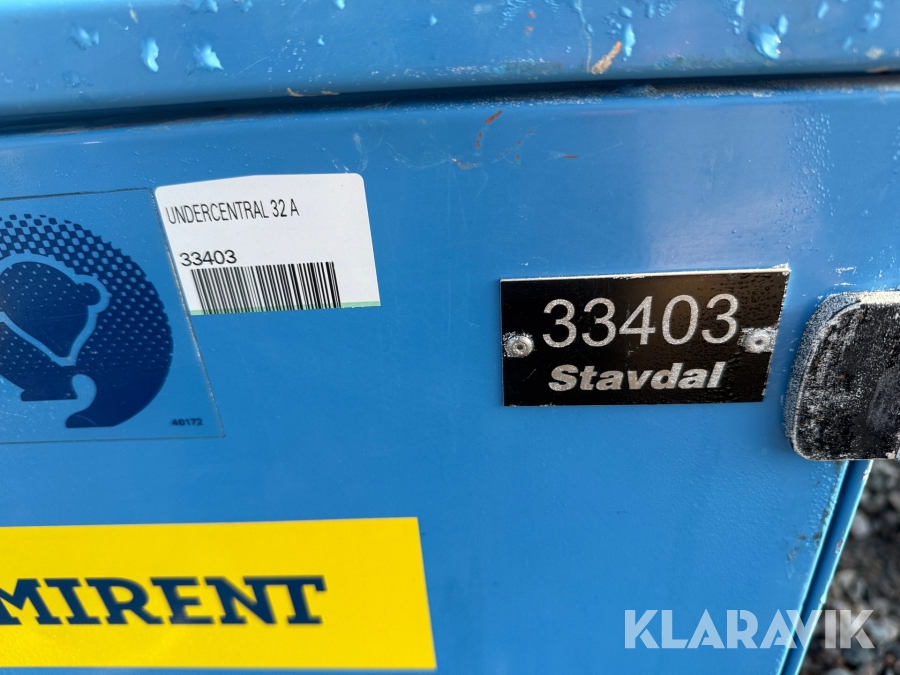 UNDERCENTRAL 32 A
33403
33403
Stavdal
40172
MIRENT
KLARAVIK